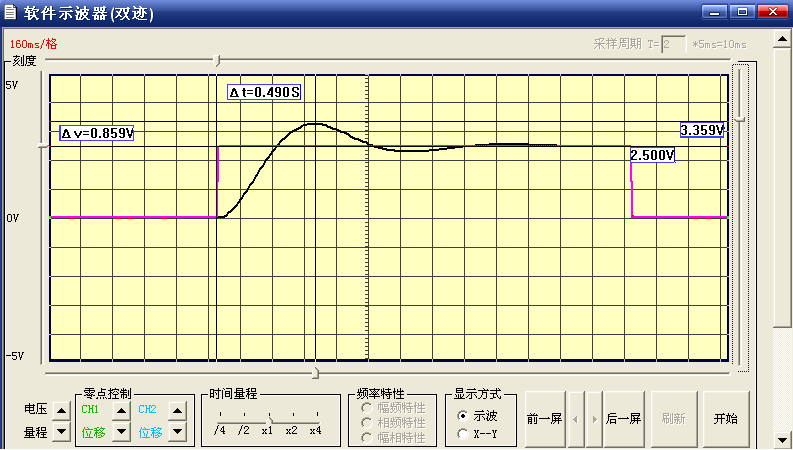 软件示波器(双迹)
160ms/格
采样周期 T= 2 *5ms=10ms
刻度
5V
Δt=0.490S
Δv=0.859V
3.359V
2.500V
0V
-5V
电压
量程
零点控制
CH1
CH2
位移
位移
时间量程
/4 /2 x1 x2 x4
频率特性
幅频特性
相频特性
幅相特性
显示方式
示波
X--Y
前一屏
后一屏
刷新
开始